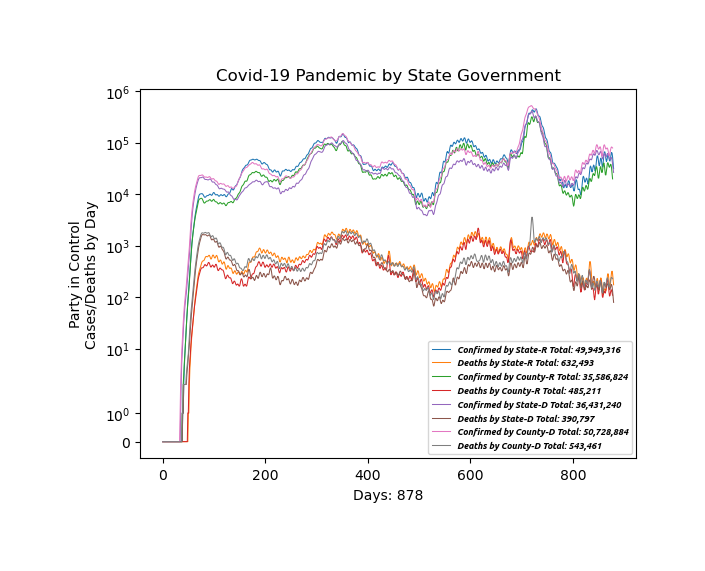 Covid-19 Pandemic by State Government
Party in Control
Cases/Deaths by Day
10^6
10^5
10^4
10^3
10^2
10^1
10^0
0
Confirmed by State-R Total: 49,949,316
Deaths by State-R Total: 632,493
Confirmed by County-R Total: 35,586,824
Deaths by County-R Total: 485,211
Confirmed by State-D Total: 36,431,240
Deaths by State-D Total: 390,797
Confirmed by County-D Total: 50,728,884
Deaths by County-D Total: 543,461
0 200 400 600 800
Days: 878